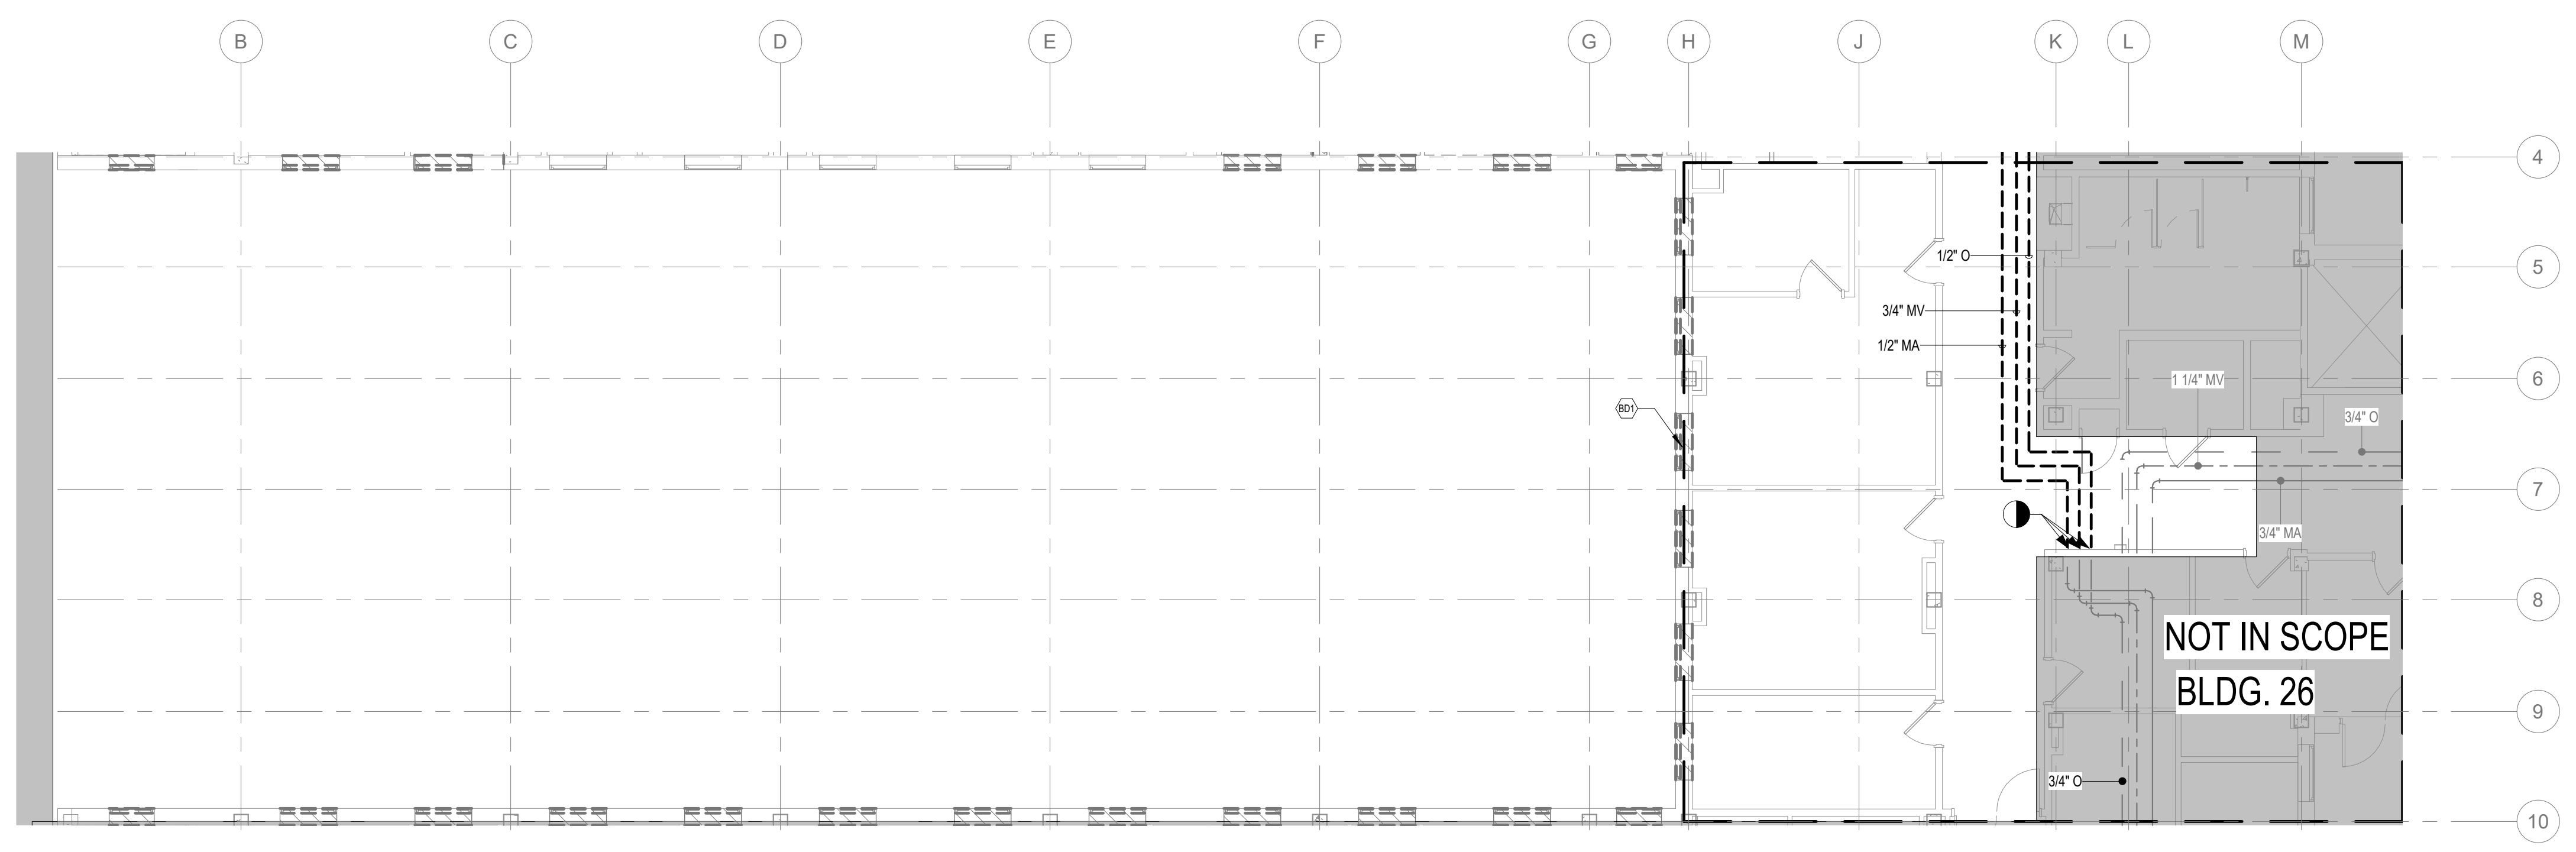 B
C
D
E
F
G
H
J
K
L
M
4
5
1/2" O
3/4" MV
1/2" MA
6
1 1/4" MV
BD1
3/4" O
7
3/4" MA
8
NOT IN SCOPE
BLDG. 26
9
3/4" O
10